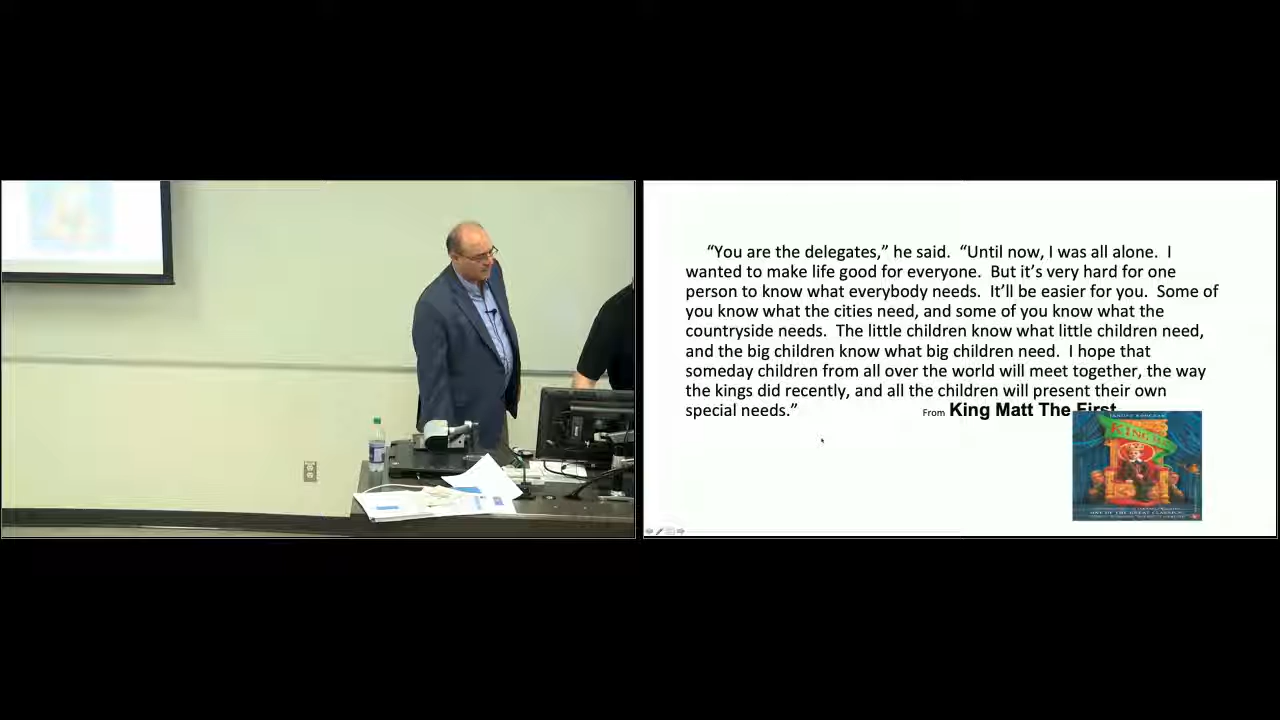 “You are the delegates,” he said.  “Until now, I was all alone.  I
wanted to make life good for everyone.  But it’s very hard for one
person to know what everybody needs.  It’ll be easier for you.  Some of
you know what the cities need, and some of you know what the
countryside needs.  The little children know what little children need,
and the big children know what big children need.  I hope that
someday children from all over the world will meet together, the way
the kings did recently, and all the children will present their own
special needs.”
From King Matt The First